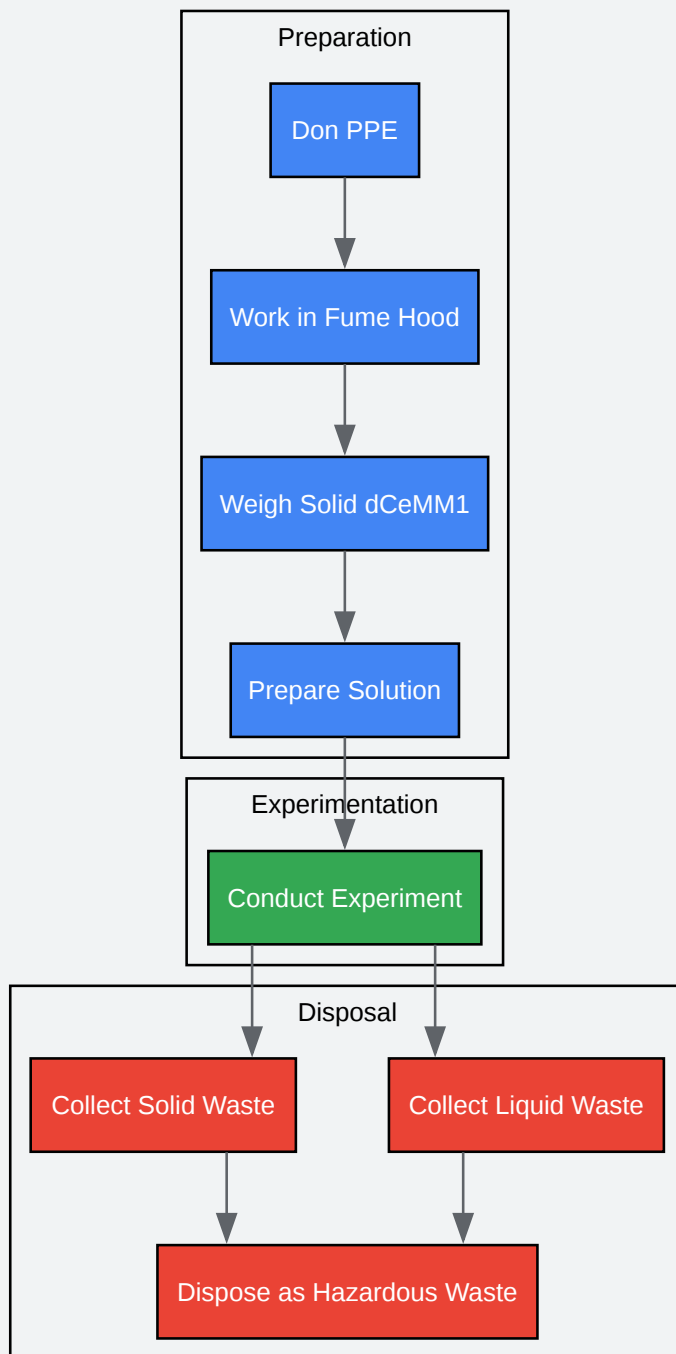 Preparation
Don PPE
Work in Fume Hood
Weigh Solid dCeMM1
Prepare Solution
Experimentation
Conduct Experiment
Disposal
Collect Solid Waste
Collect Liquid Waste
Dispose as Hazardous Waste